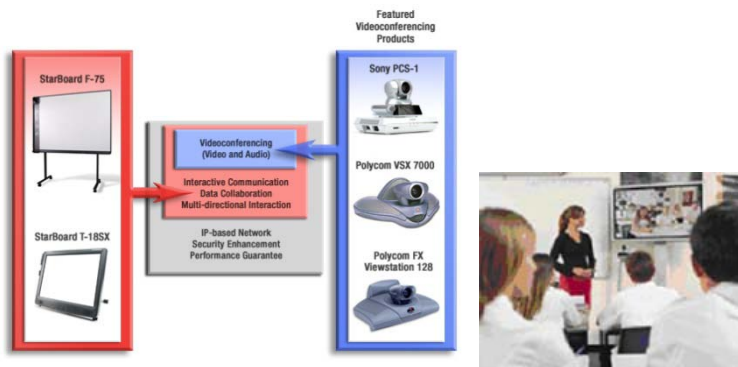 Featured
Videoconferencing
Products
StarBoard F-75
StarBoard T-18SX
Videoconferencing
(Video and Audio)
Interactive Communication
Data Collaboration
Multi-directional Interaction
IP-based Network
Security Enhancement
Performance Guarantee
Sony PCS-1
Polycom VSX 7000
Polycom FX
Viewstation 128